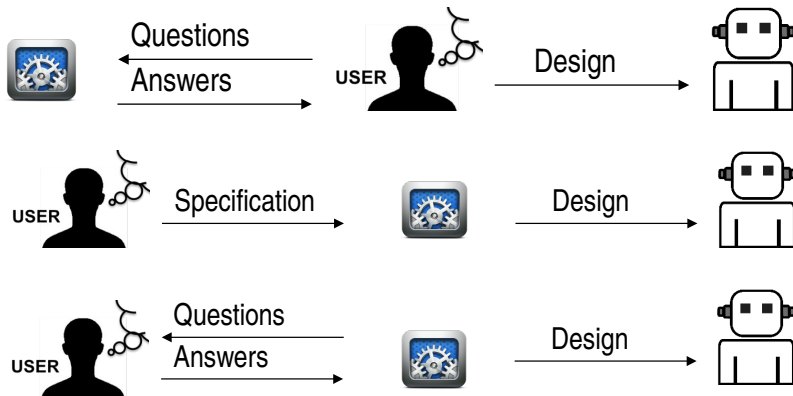 Questions
Answers
USER
Design
USER
Specification
Design
USER
Questions
Answers
Design